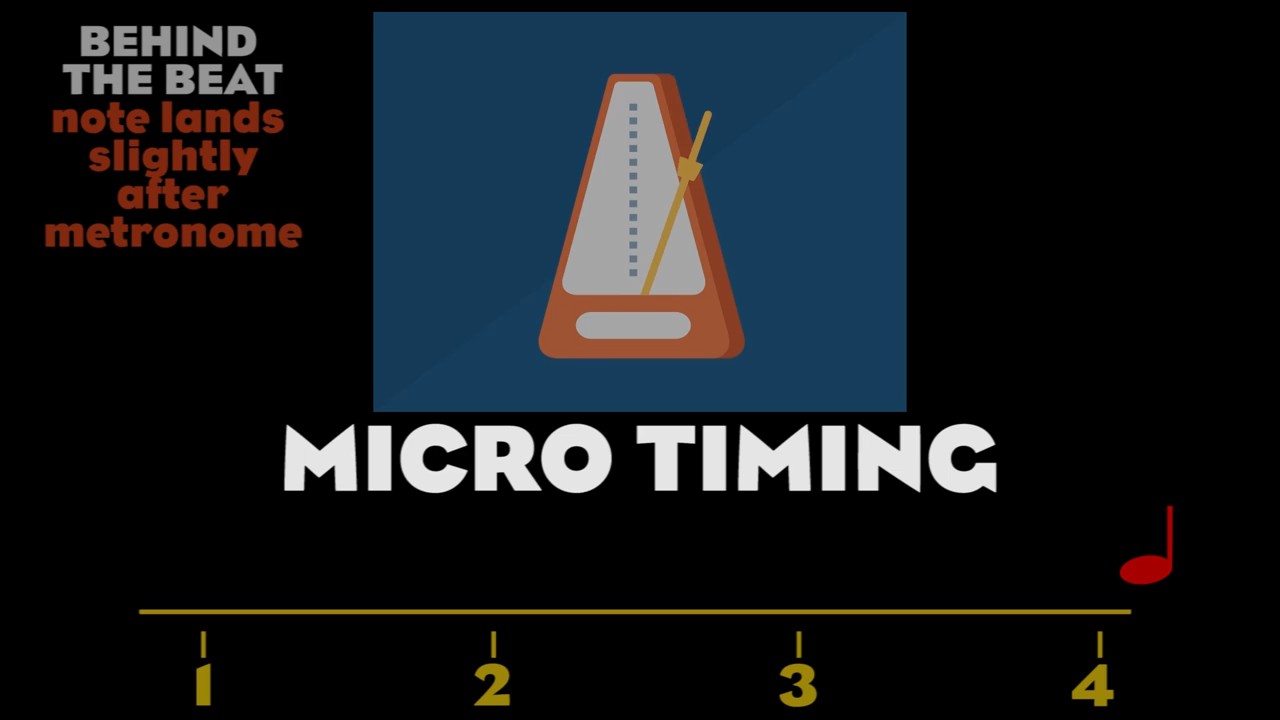 BEHIND
THE BEAT
note lands
slightly
after
metronome
MICRO TIMING
1 2 3 4